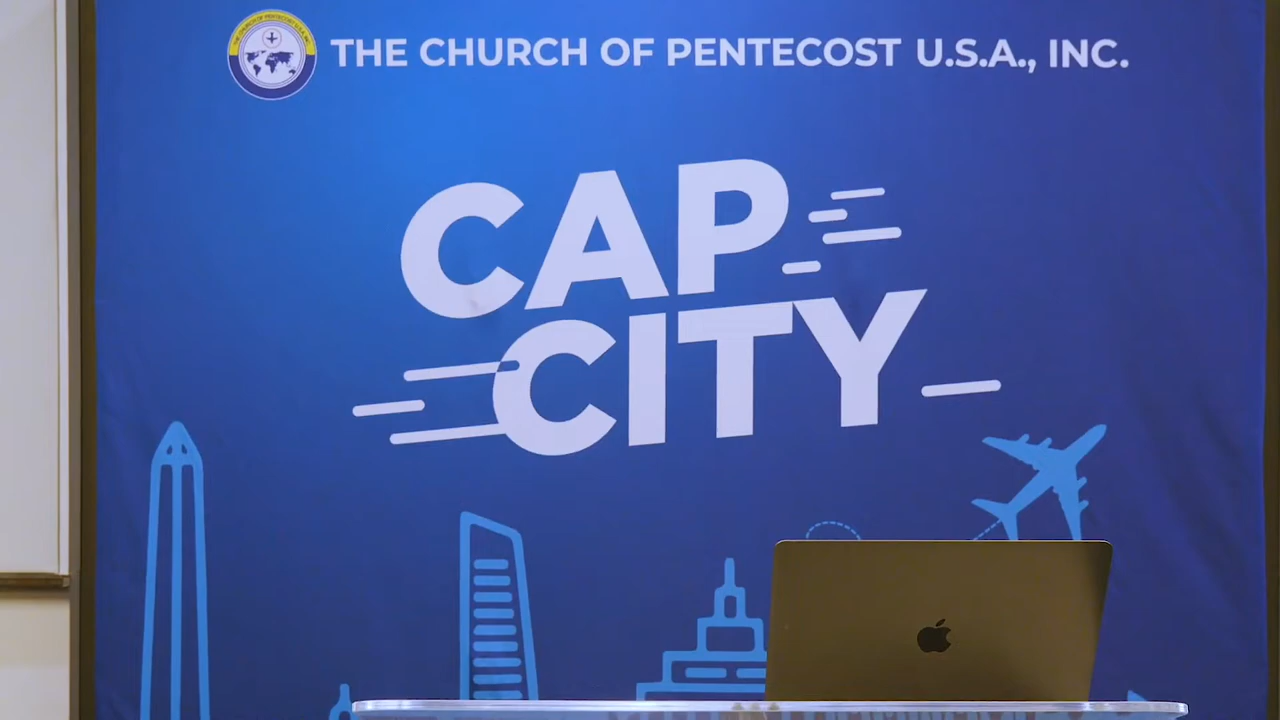 THE CHURCH OF PENTECOST U.S.A., INC.
CAP
CITY